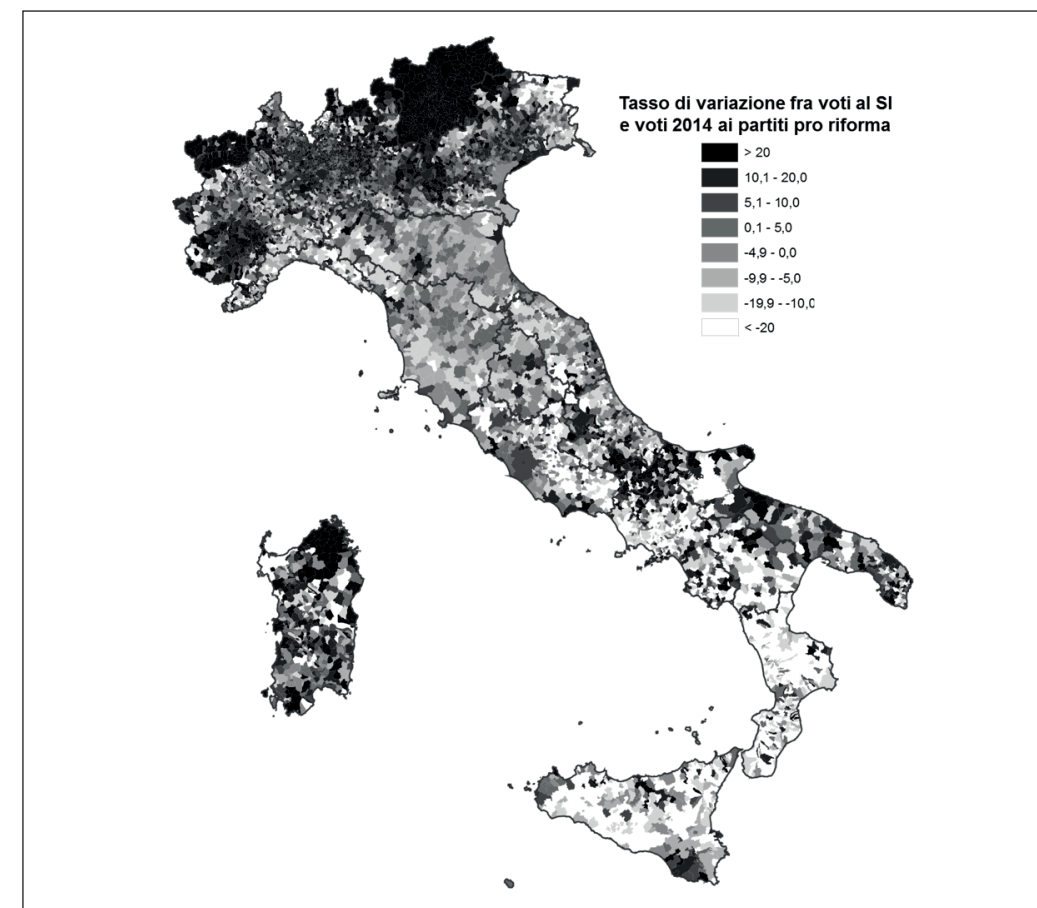 Tasso di variazione fra voti al SI
e voti 2014 ai partiti pro riforma
> 20
10,1 - 20,0
5,1 - 10,0
0,1 - 5,0
-4,9 - 0,0
-9,9 - -5,0
-19,9 - -10,0
< -20